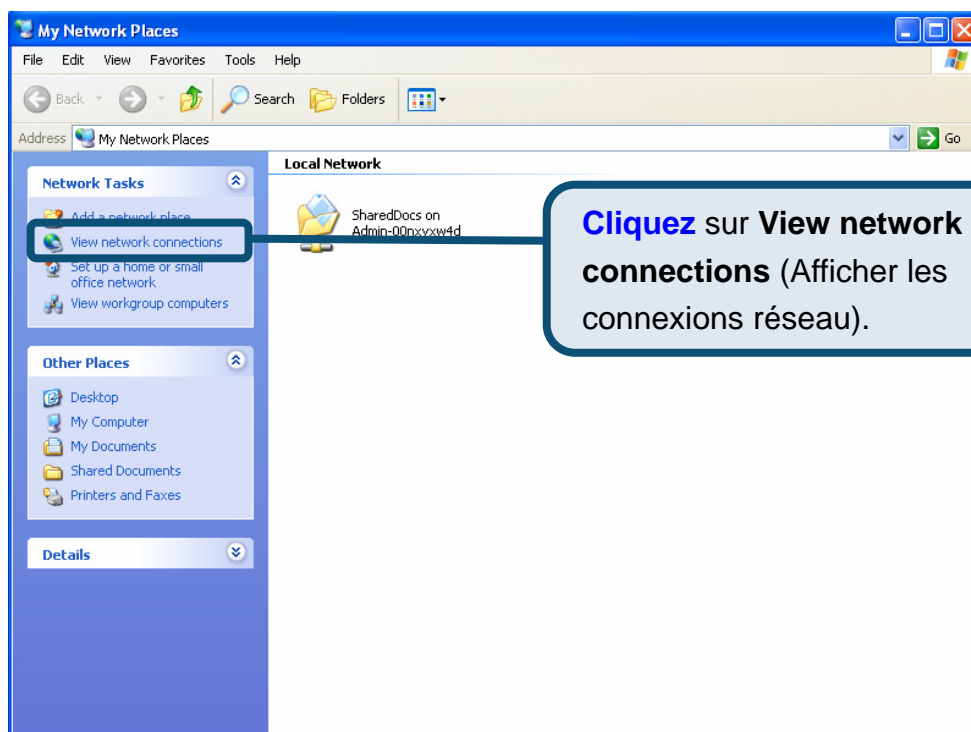 My Network Places
File Edit View Favorites Tools Help
Back Search Folders
Address My Network Places Go
Network Tasks
Add a network place
View network connections
Set up a home or small
office network
View workgroup computers
Other Places
Desktop
My Computer
My Documents
Shared Documents
Printers and Faxes
Details
Local Network
SharedDocs on
Admin-00nxyxw4d
Cliquez sur View network
connections (Afficher les
connexions réseau).